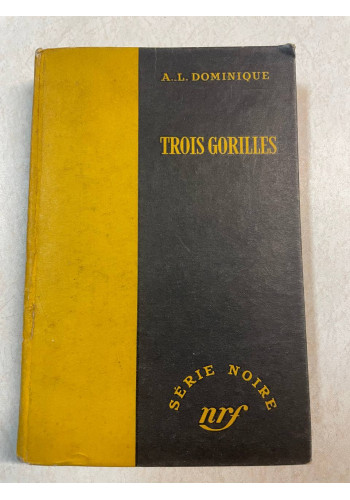 A.-L. DOMINIQUE
TROIS GORILLES
SÉRIE NOIRE
nrf